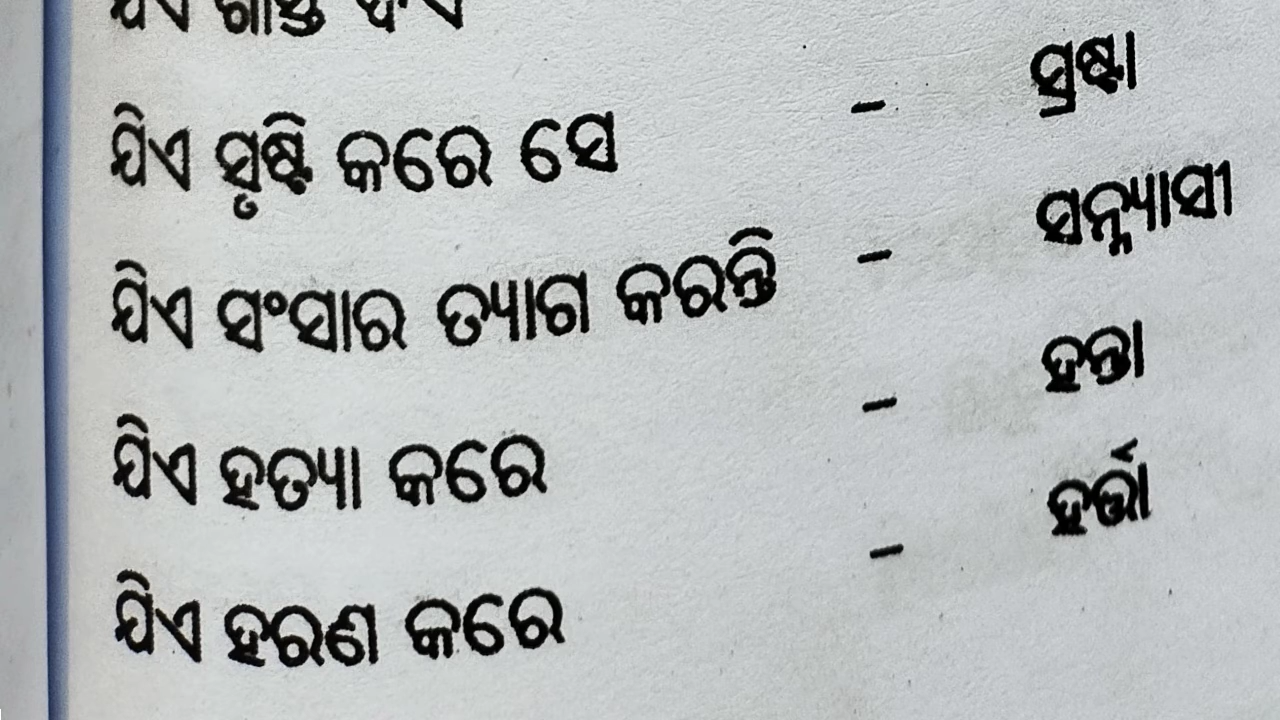 ଯିଏ ସୃଷ୍ଟି କରେ ସେ – ସ୍ରଷ୍ଟା
ଯିଏ ସଂସାର ତ୍ୟାଗ କରନ୍ତି – ସନ୍ନ୍ୟାସୀ
ଯିଏ ହତ୍ୟା କରେ – ହନ୍ତା
ଯିଏ ହରଣ କରେ – ହର୍ତ୍ତା